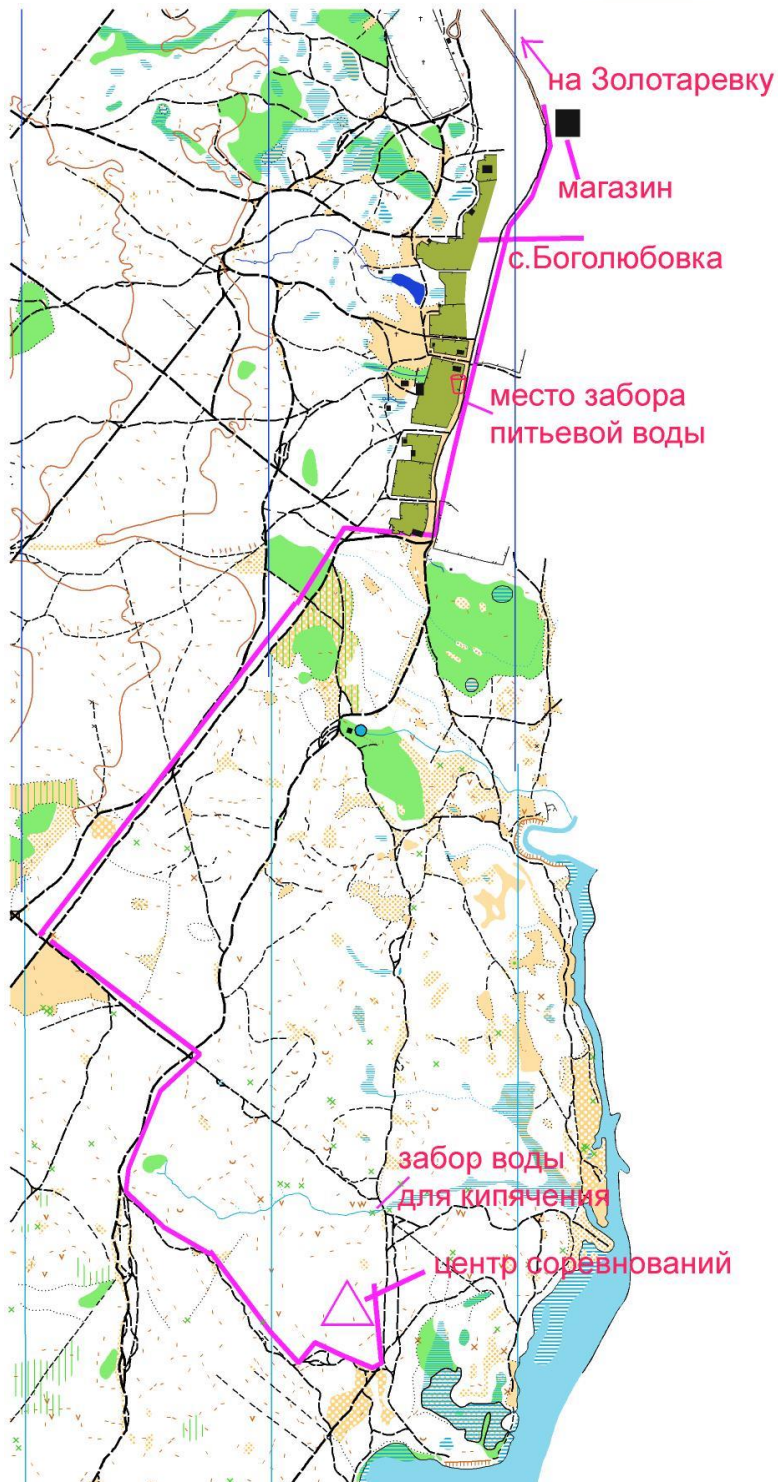 на Золотаревку
магазин
с.Боголюбовка
место забора
питьевой воды
забор воды
для кипячения
центр соревнований